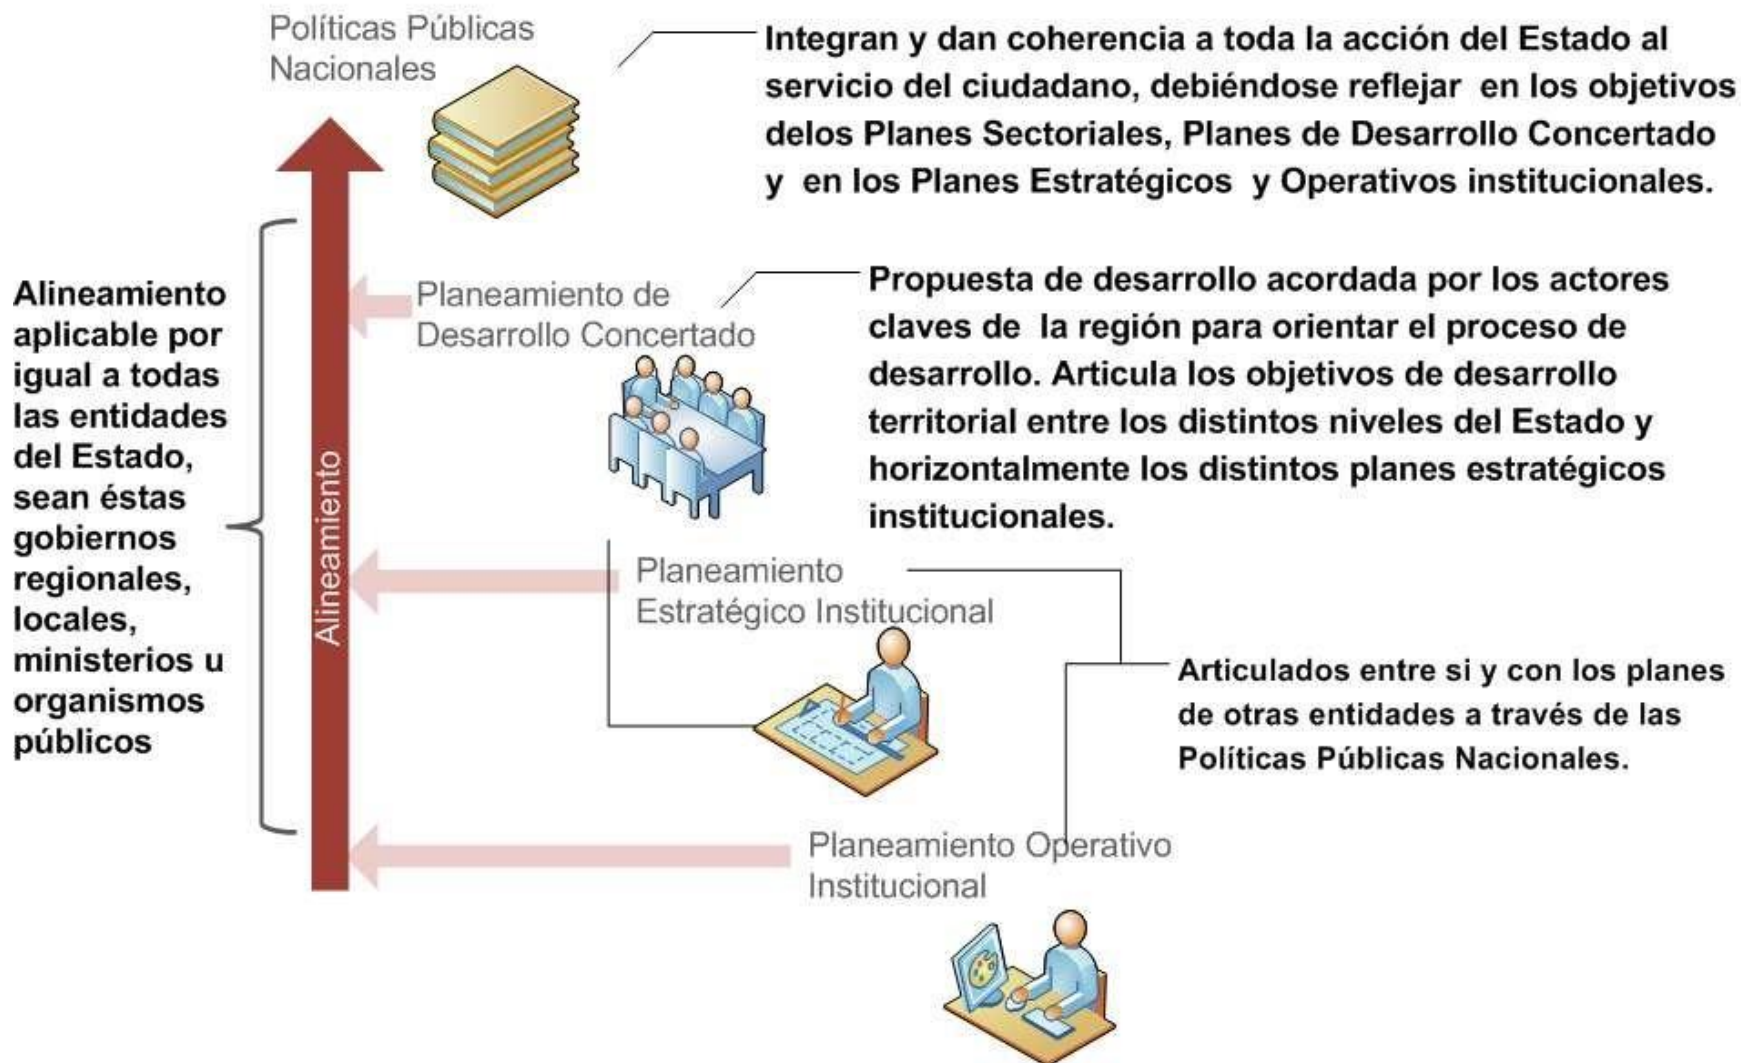 Políticas Públicas
Nacionales
Integran y dan coherencia a toda la acción del Estado al
servicio del ciudadano, debiéndose reflejar en los objetivos
delos Planes Sectoriales, Planes de Desarrollo Concertado
y en los Planes Estratégicos y Operativos institucionales.
Alineamiento
aplicable por
igual a todas
las entidades
del Estado,
sean éstas
gobiernos
regionales,
locales,
ministerios u
organismos
públicos
Alineamiento
Planeamiento de
Desarrollo Concertado
Propuesta de desarrollo acordada por los actores
claves de la región para orientar el proceso de
desarrollo. Articula los objetivos de desarrollo
territorial entre los distintos niveles del Estado y
horizontalmente los distintos planes estratégicos
institucionales.
Planeamiento
Estratégico Institucional
Articulados entre si y con los planes
de otras entidades a través de las
Políticas Públicas Nacionales.
Planeamiento Operativo
Institucional